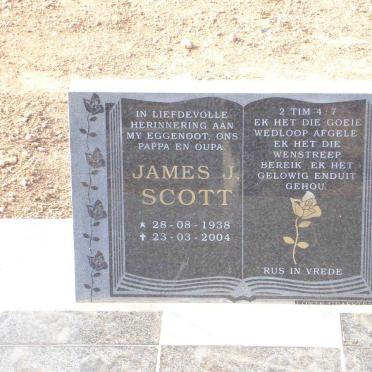 IN LIEFDEVOLLE
HERINNERING AAN
MY EGGENOOT, ONS
PAPPA EN OUPA.
JAMES J.
SCOTT
* 28-08-1938
✝ 23-03-2004
2 TIM 4:7
EK HET DIE GOEIE
WEDLOOP AFGELE
EK HET DIE
WENSTREEP
BEREIK, EK HET
GELOWIG ENDUIT
GEHOU.
RUS IN VREDE